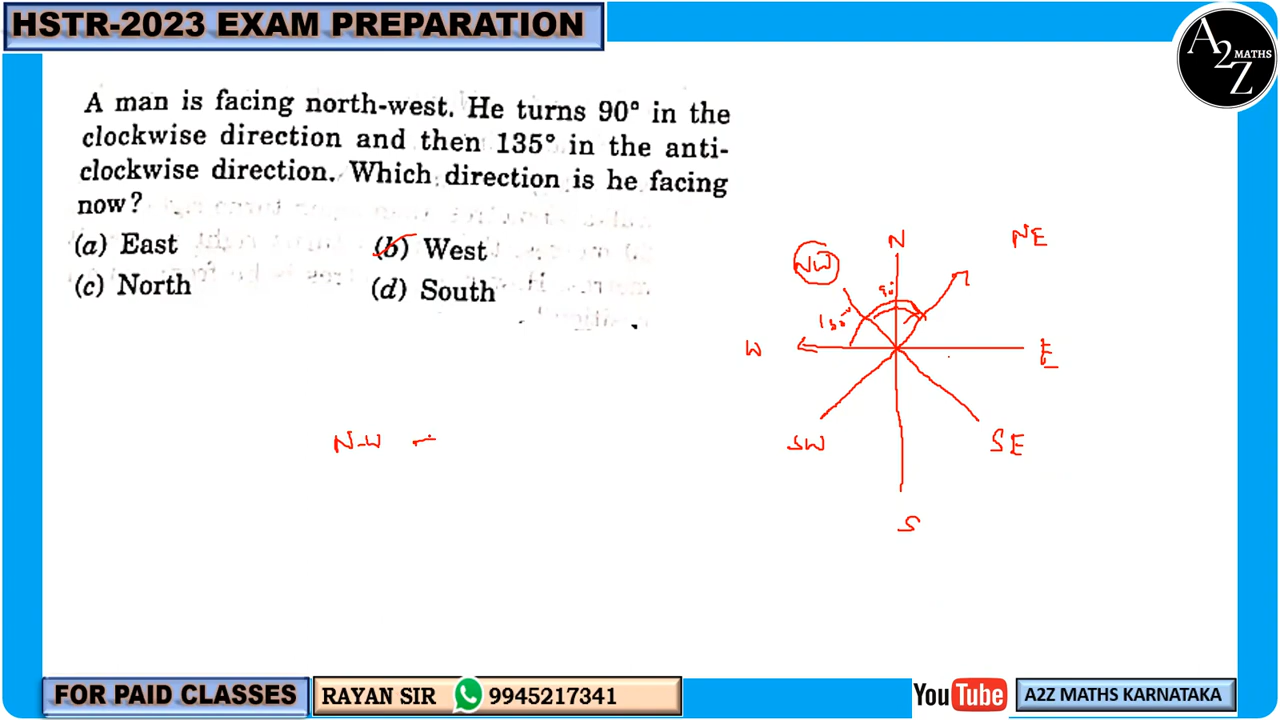 HSTR-2023 EXAM PREPARATION
A2Z MATHS
A man is facing north-west. He turns 90° in the
clockwise direction and then 135° in the anti-
clockwise direction. Which direction is he facing
now?
(a) East (b) West
(c) North (d) South
N NE
NW
90°
135°
W E
N-W
SW SE
S
FOR PAID CLASSES RAYAN SIR 9945217341 YouTube A2Z MATHS KARNATAKA